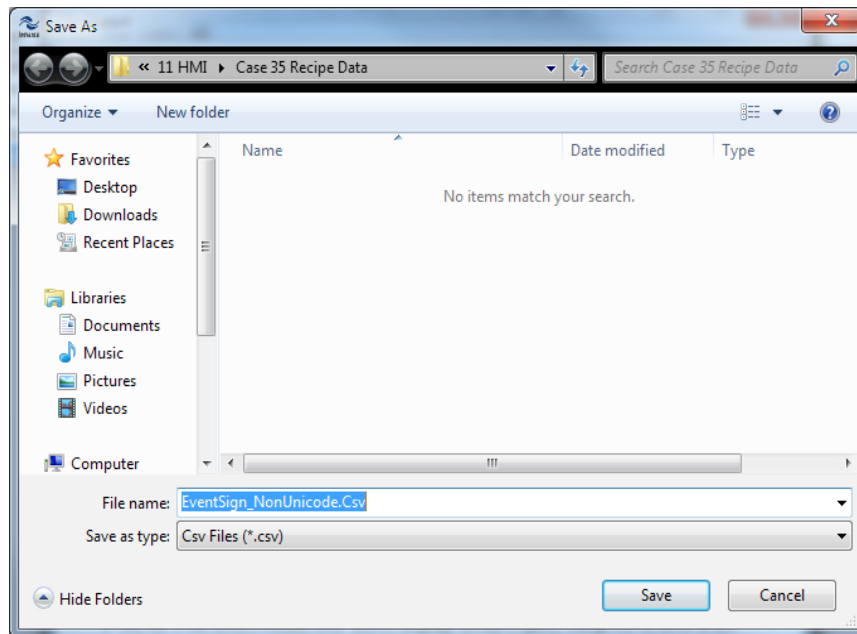 Save As
« 11 HMI ▸ Case 35 Recipe Data
Search Case 35 Recipe Data
Organize
New folder
Name
Date modified
Type
No items match your search.
Favorites
Desktop
Downloads
Recent Places
Libraries
Documents
Music
Pictures
Videos
Computer
File name: EventSign_NonUnicode.Csv
Save as type: Csv Files (*.csv)
Hide Folders
Save
Cancel